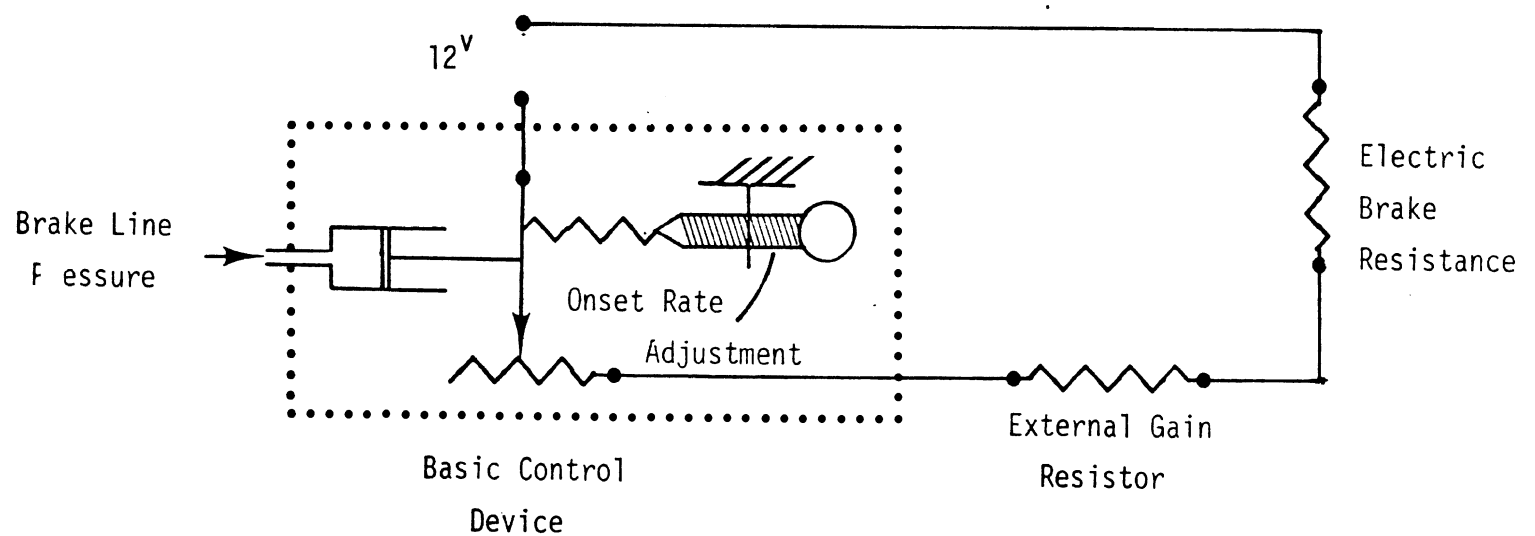 12V
Brake Line
P essure
Onset Rate
Adjustment
Electric
Brake
Resistance
External Gain
Resistor
Basic Control
Device